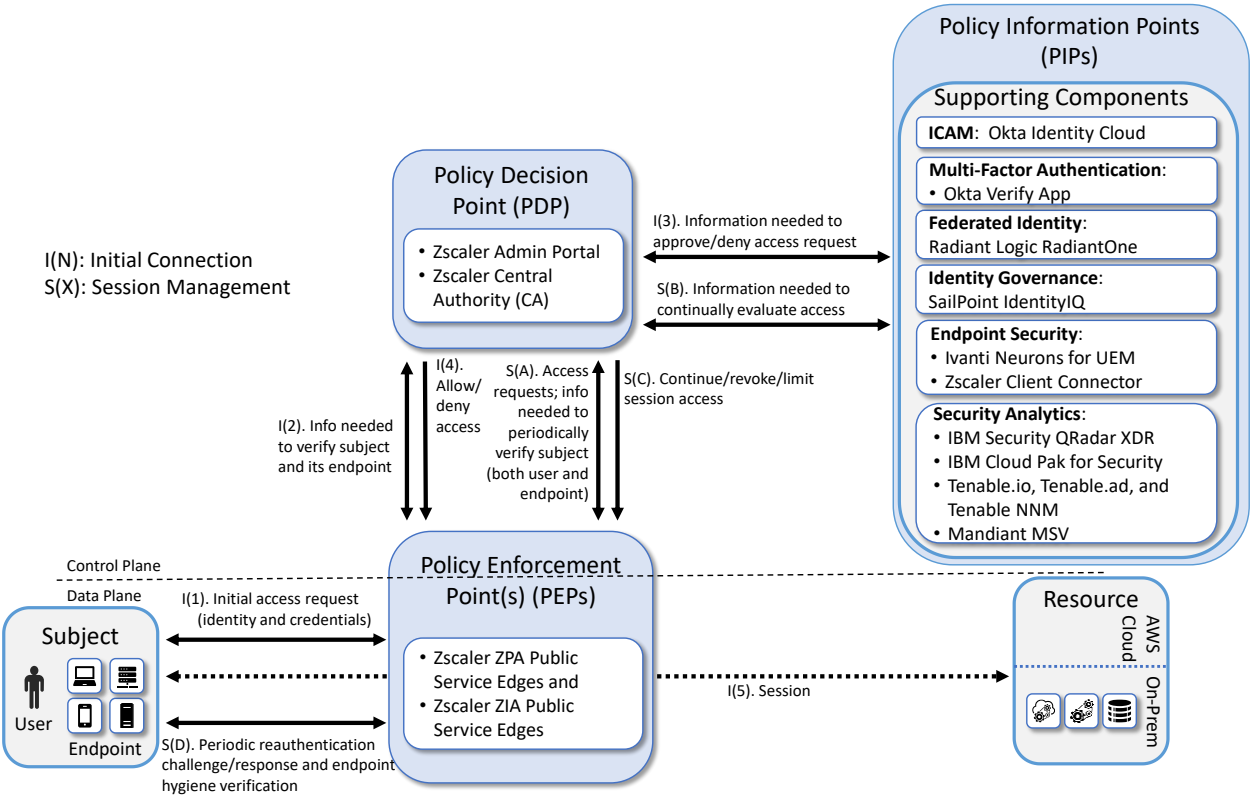 Policy Information Points
(PIPs)
Supporting Components
ICAM: Okta Identity Cloud
Multi-Factor Authentication:
• Okta Verify App
Federated Identity:
Radiant Logic RadiantOne
Identity Governance:
SailPoint IdentityIQ
Endpoint Security:
• Ivanti Neurons for UEM
• Zscaler Client Connector
Security Analytics:
• IBM Security QRadar XDR
• IBM Cloud Pak for Security
• Tenable.io, Tenable.ad, and
Tenable NNM
• Mandiant MSV
Policy Decision
Point (PDP)
• Zscaler Admin Portal
• Zscaler Central
Authority (CA)
I(3). Information needed to
approve/deny access request
S(B). Information needed to
continually evaluate access
I(N): Initial Connection
S(X): Session Management
I(2). Info needed
to verify subject
and its endpoint
I(4).
Allow/
deny
access
S(A). Access
requests; info
needed to
periodically
verify subject
(both user and
endpoint)
S(C). Continue/revoke/limit
session access
Control Plane
Data Plane
Policy Enforcement
Point(s) (PEPs)
• Zscaler ZPA Public
Service Edges and
• Zscaler ZIA Public
Service Edges
I(1). Initial access request
(identity and credentials)
Subject
User
Endpoint
S(D). Periodic reauthentication
challenge/response and endpoint
hygiene verification
I(5). Session
Resource
AWS
Cloud
On-Prem